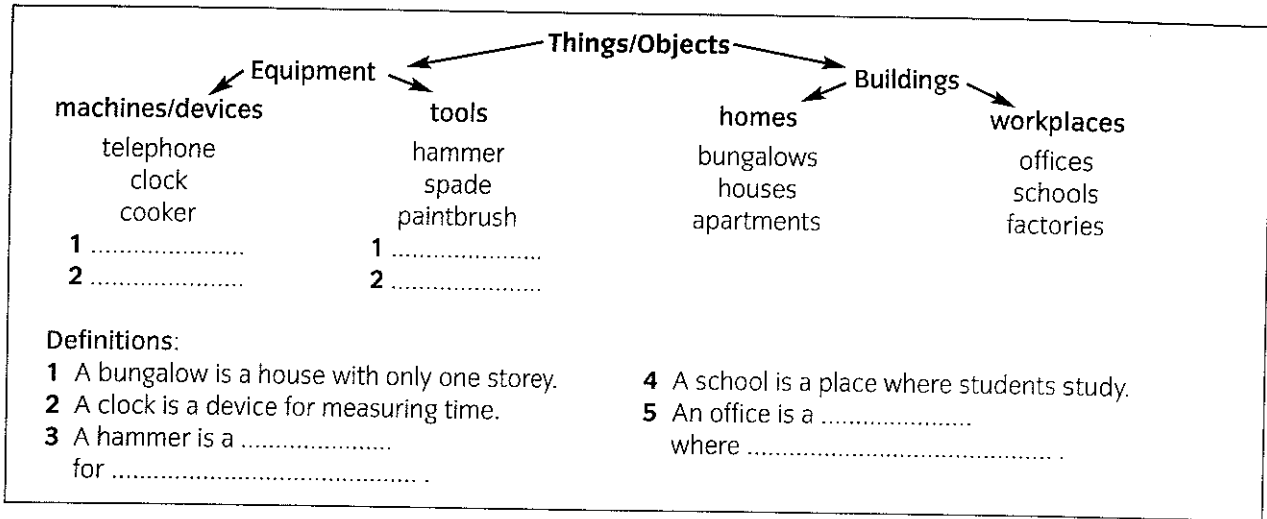 Things/Objects
Equipment
Buildings
machines/devices
telephone
clock
cooker
1 ......................
2 ......................
tools
hammer
spade
paintbrush
1 .....................
2 .....................
homes
bungalows
houses
apartments
workplaces
offices
schools
factories
Definitions:
1 A bungalow is a house with only one storey.
2 A clock is a device for measuring time.
3 A hammer is a ......................
for ............................................ .
4 A school is a place where students study.
5 An office is a ......................
where ............................................ .